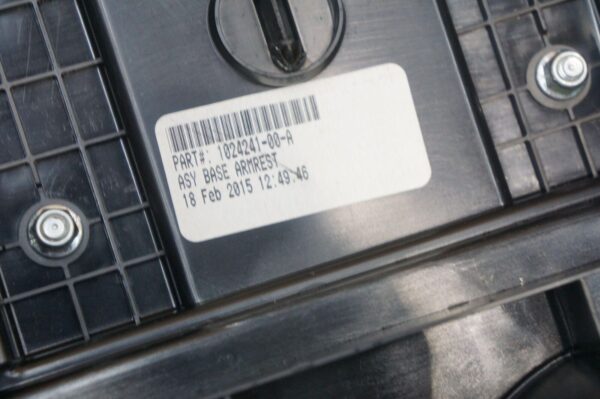 PART#: 1024241-00-A
ASY BASE ARMREST
18 Feb 2015 12:49:46